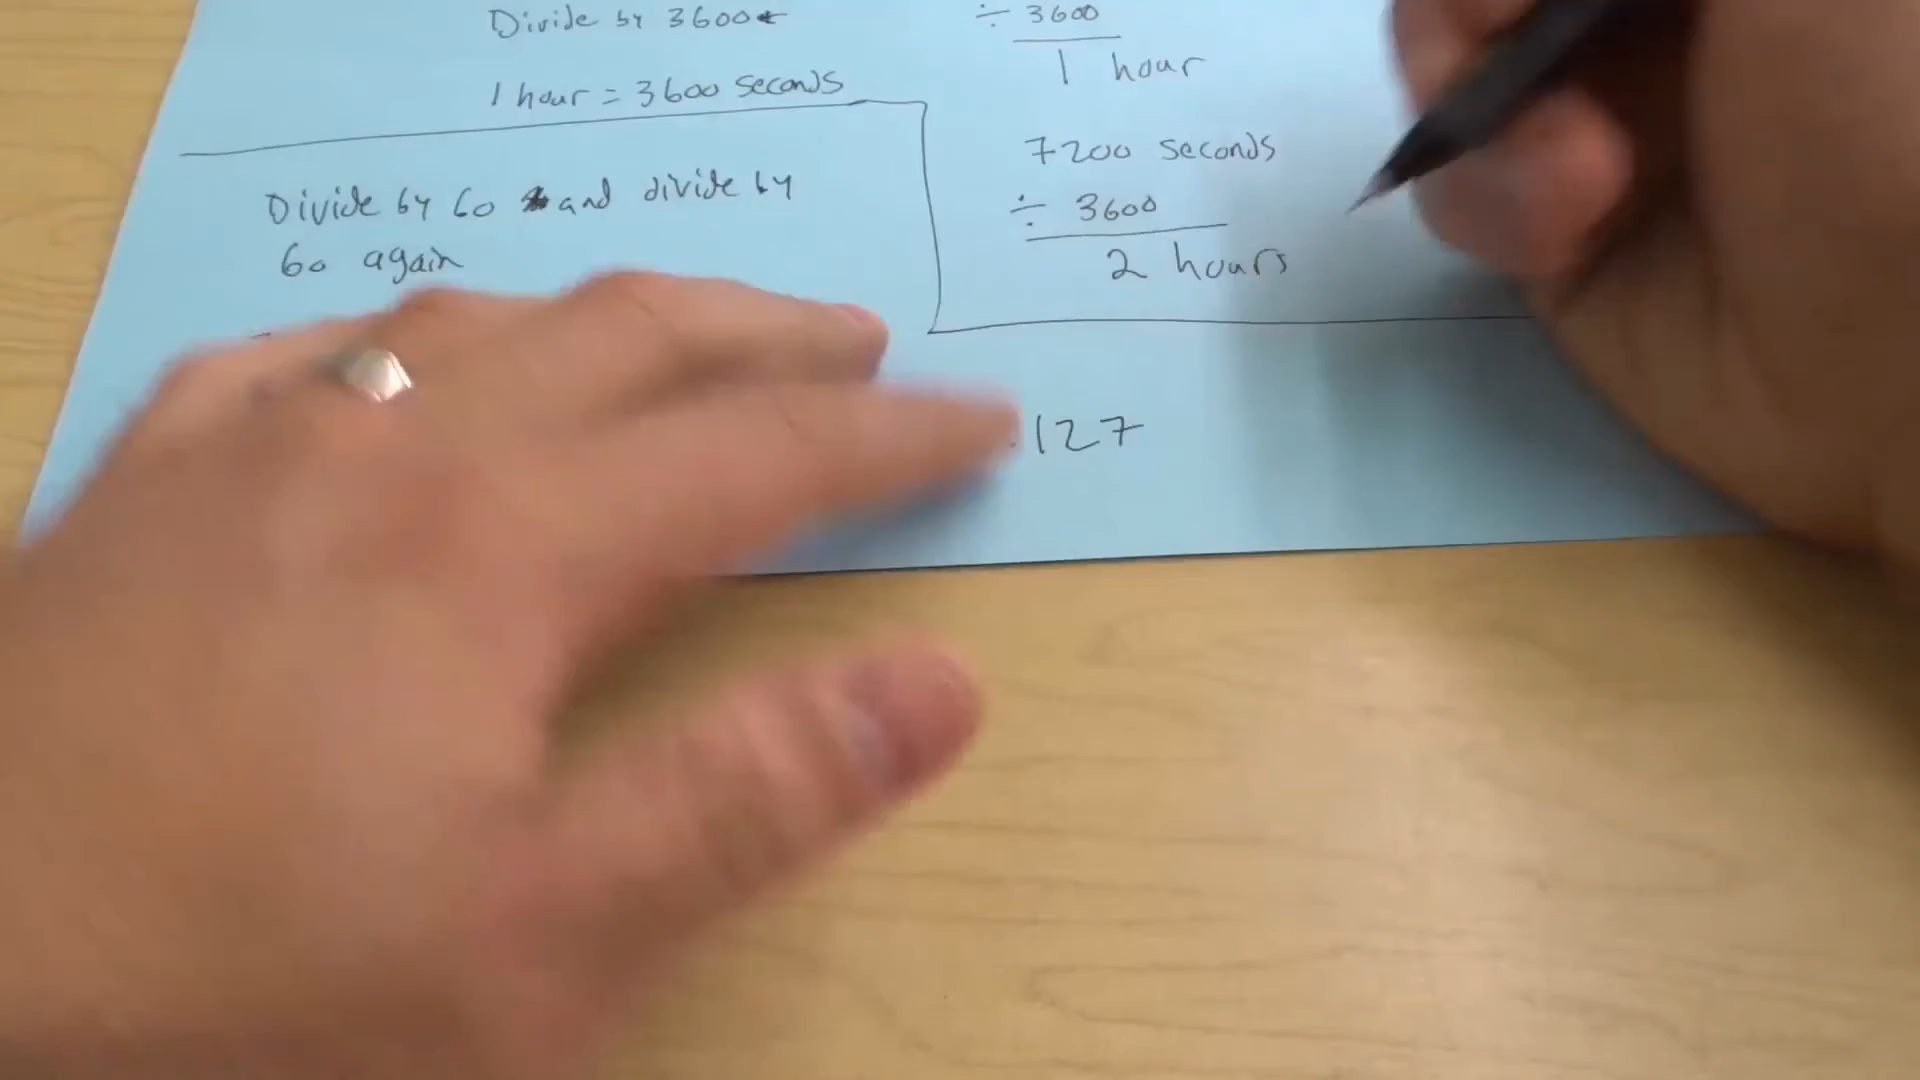 Divide by 3600
1 hour = 3600 seconds
÷ 3600
1 hour
7200 seconds
÷ 3600
2 hours
Divide by 60 and divide by
60 again
.127